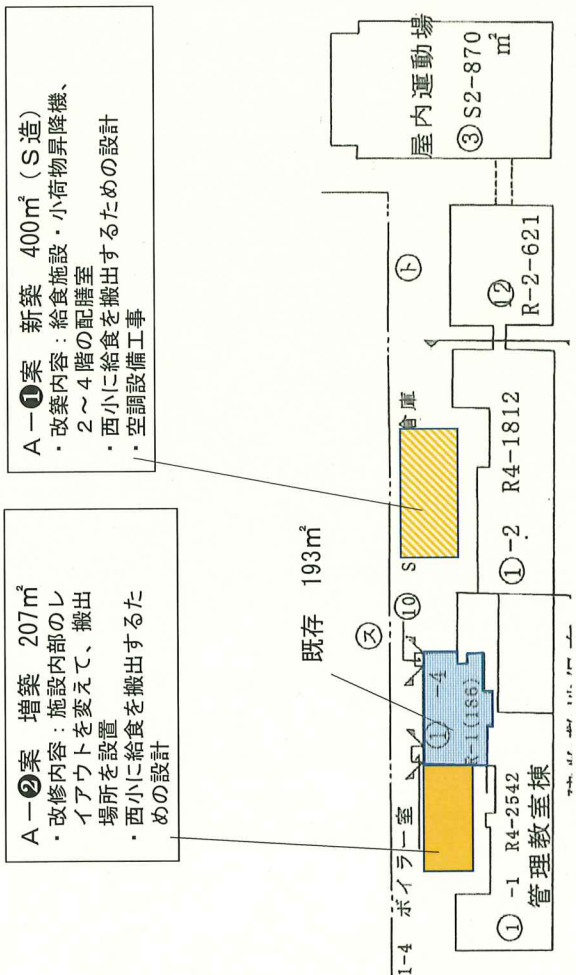 A－❷案　増築　207㎡
・改修内容：施設内部のレ
イアウトを変えて、搬出
場所を設置
・西小に給食を搬出するた
めの設計
A－❶案　新築　400㎡（S造）
・改築内容：給食施設・小荷物昇降機、
2～4階の配膳室
・西小に給食を搬出するための設計
・空調設備工事
既存　193㎡
ス
ト
1-4　ボイラー室
⑩
S　倉庫
①　-4
R-1(186)
①　-1　R4-2542
管理教室棟
①-2　R4-1812
⑫
R-2-621
屋内運動場
③S2-870
㎡